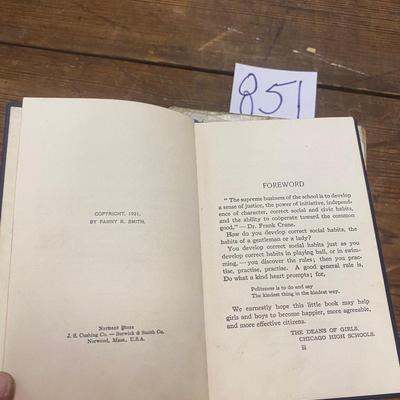 851
COPYRIGHT, 1921,
BY FANNY R. SMITH.
Norwood Press
J. S. Cushing Co. — Berwick & Smith Co.
Norwood, Mass., U.S.A.
FOREWORD
" The supreme business of the school is to develop
a sense of justice, the power of initiative, independ-
ence of character, correct social and civic habits,
and the ability to coöperate toward the common
good." — Dr. Frank Crane.
How do you develop correct social habits, the
habits of a gentleman or a lady?
You develop correct social habits just as you
develop correct habits in playing ball, or in swim-
ming, — you discover the rules; then you prac-
tise, practise, practise. A good general rule is,
Do what a kind heart prompts; for,
Politeness is to do and say
The kindest thing in the kindest way.
We earnestly hope this little book may help
girls and boys to become happier, more agreeable,
and more effective citizens.
THE DEANS OF GIRLS,
CHICAGO HIGH SCHOOLS.
iii